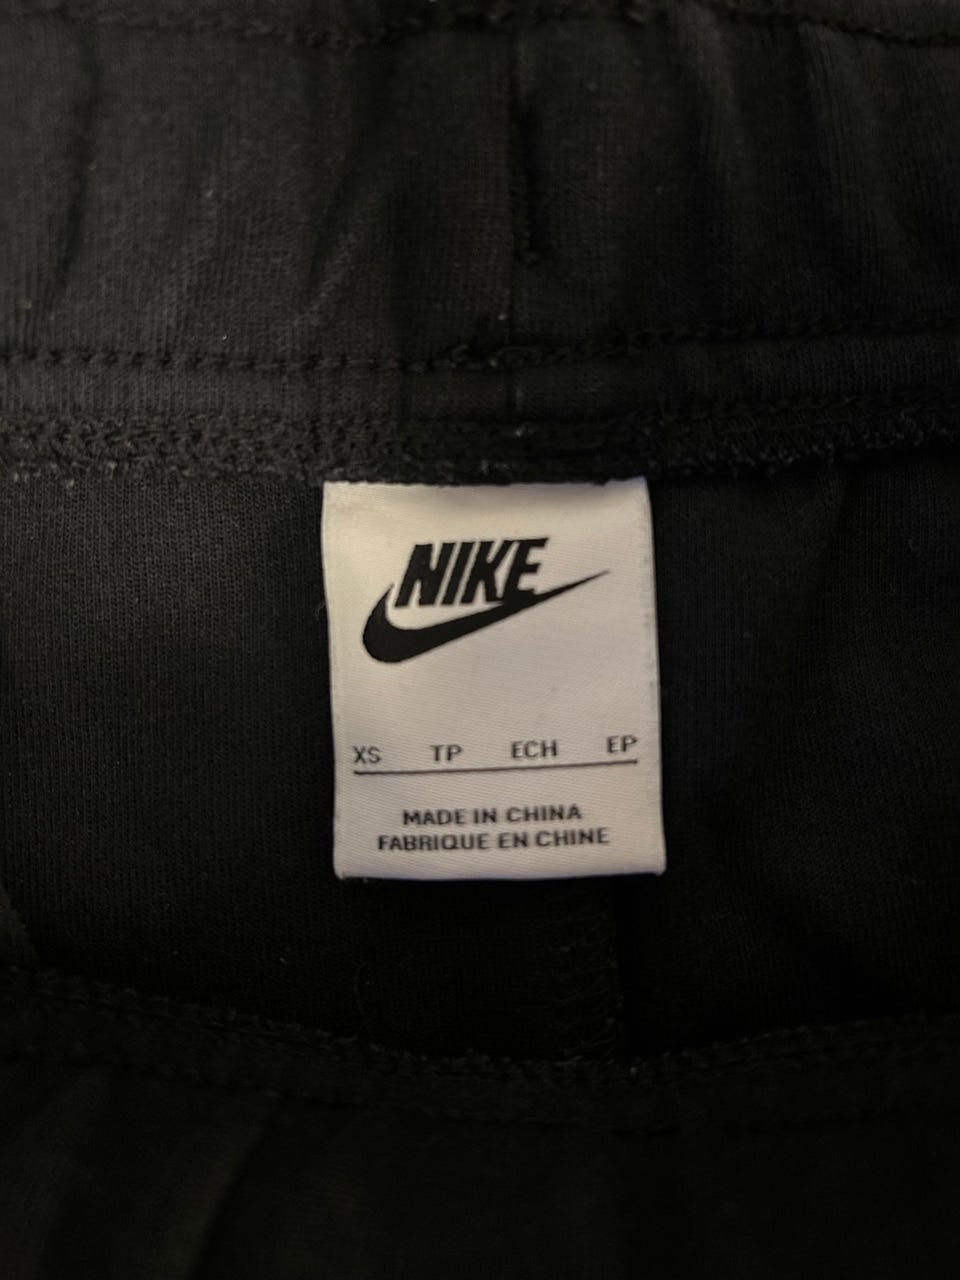 NIKE
XS TP ECH EP
MADE IN CHINA
FABRIQUE EN CHINE